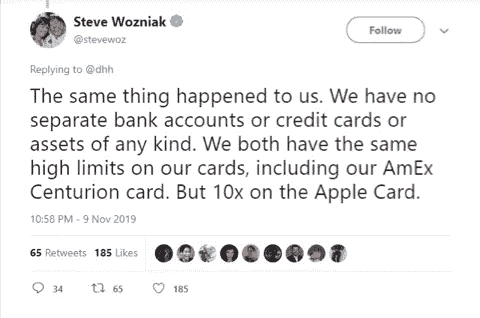 Steve Wozniak
@stevewoz
Follow
Replying to @dhh
The same thing happened to us. We have no
separate bank accounts or credit cards or
assets of any kind. We both have the same
high limits on our cards, including our AmEx
Centurion card. But 10x on the Apple Card.
10:58 PM - 9 Nov 2019
65 Retweets 185 Likes
34 65 185